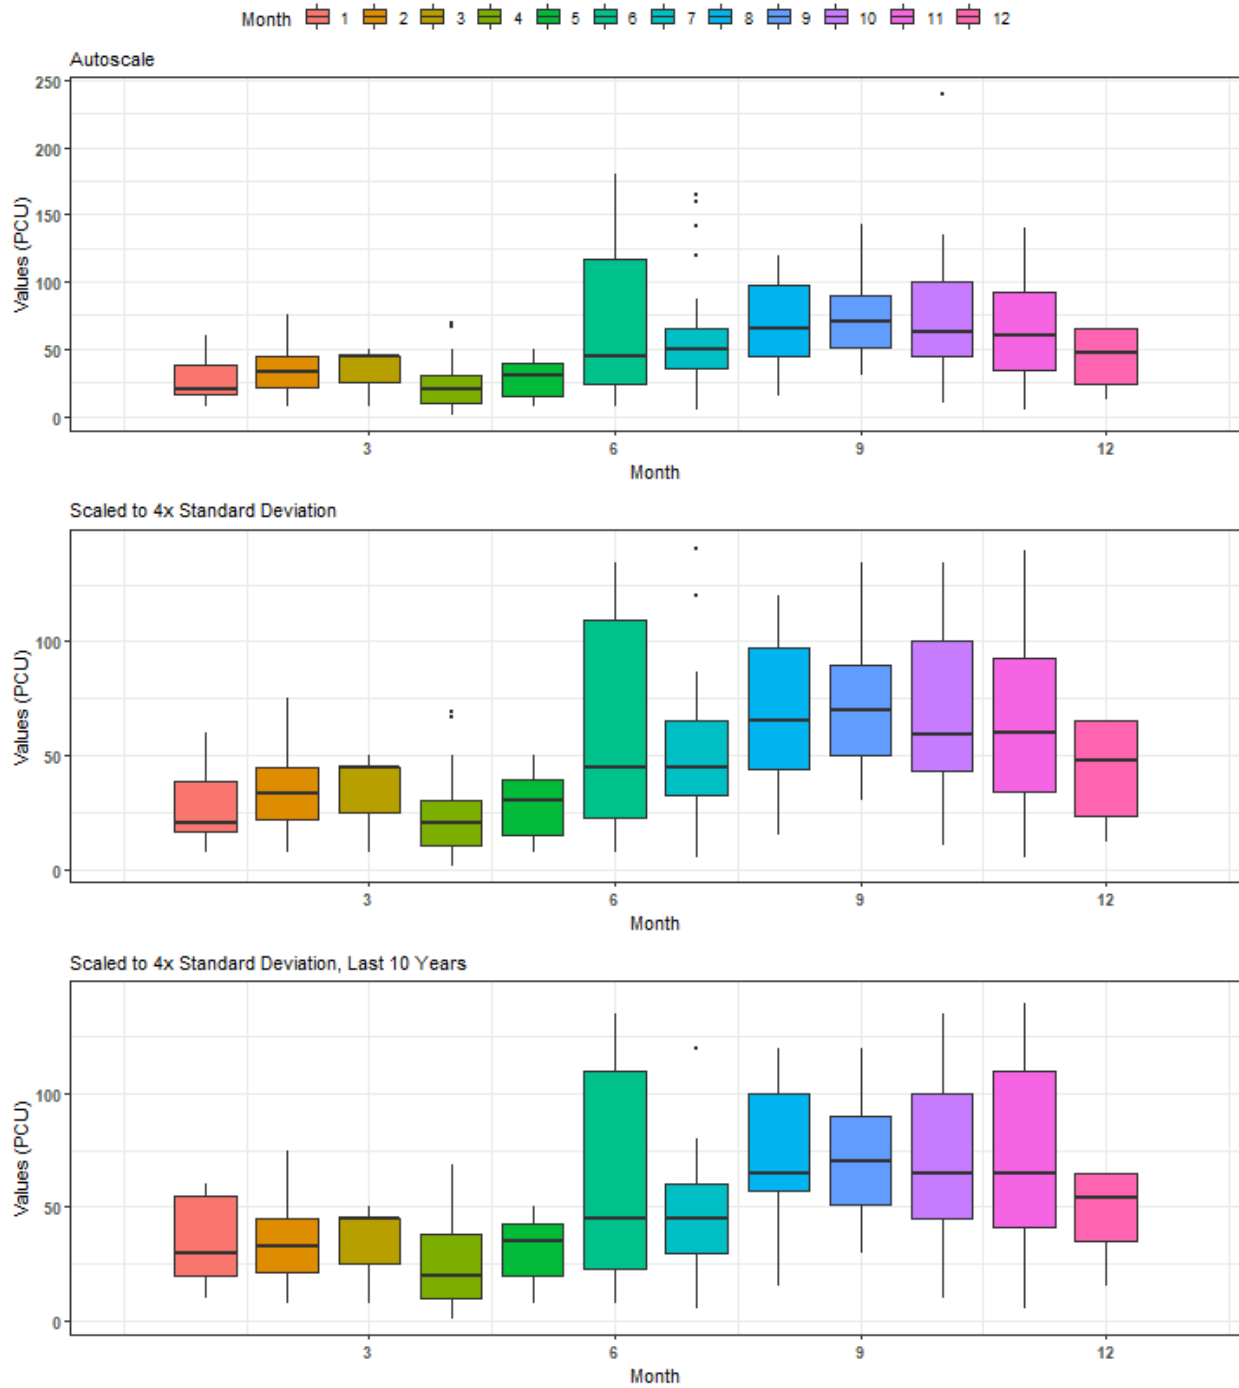 Month 1 2 3 4 5 6 7 8 9 10 11 12
Autoscale
Values (PCU)
250
200
150
100
50
0
3 6 9 12
Month
Scaled to 4x Standard Deviation
Values (PCU)
100
50
0
3 6 9 12
Month
Scaled to 4x Standard Deviation, Last 10 Years
Values (PCU)
100
50
0
3 6 9 12
Month